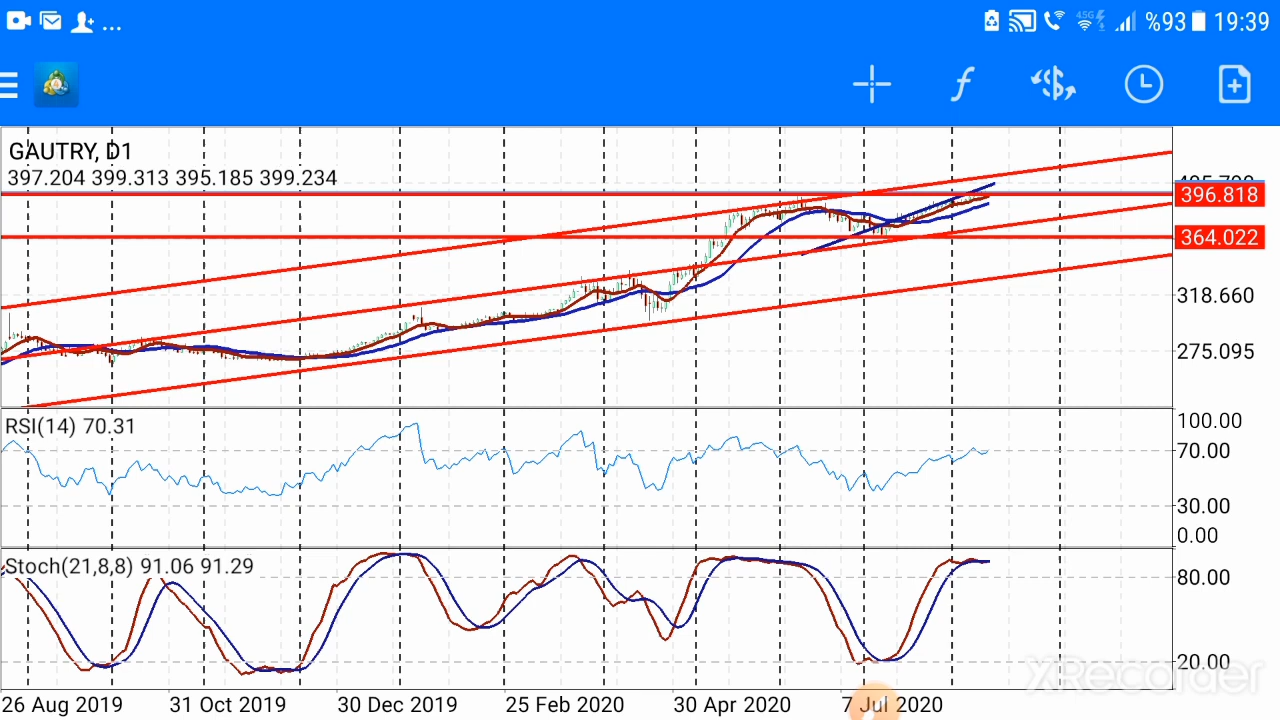 ... %93 19:39
GAUTRY, D1
397.204 399.313 395.185 399.234
396.818
364.022
318.660
275.095
RSI(14) 70.31
100.00
70.00
30.00
0.00
Stoch(21,8,8) 91.06 91.29
80.00
20.00
XRecorder
26 Aug 2019 31 Oct 2019 30 Dec 2019 25 Feb 2020 30 Apr 2020 7 Jul 2020